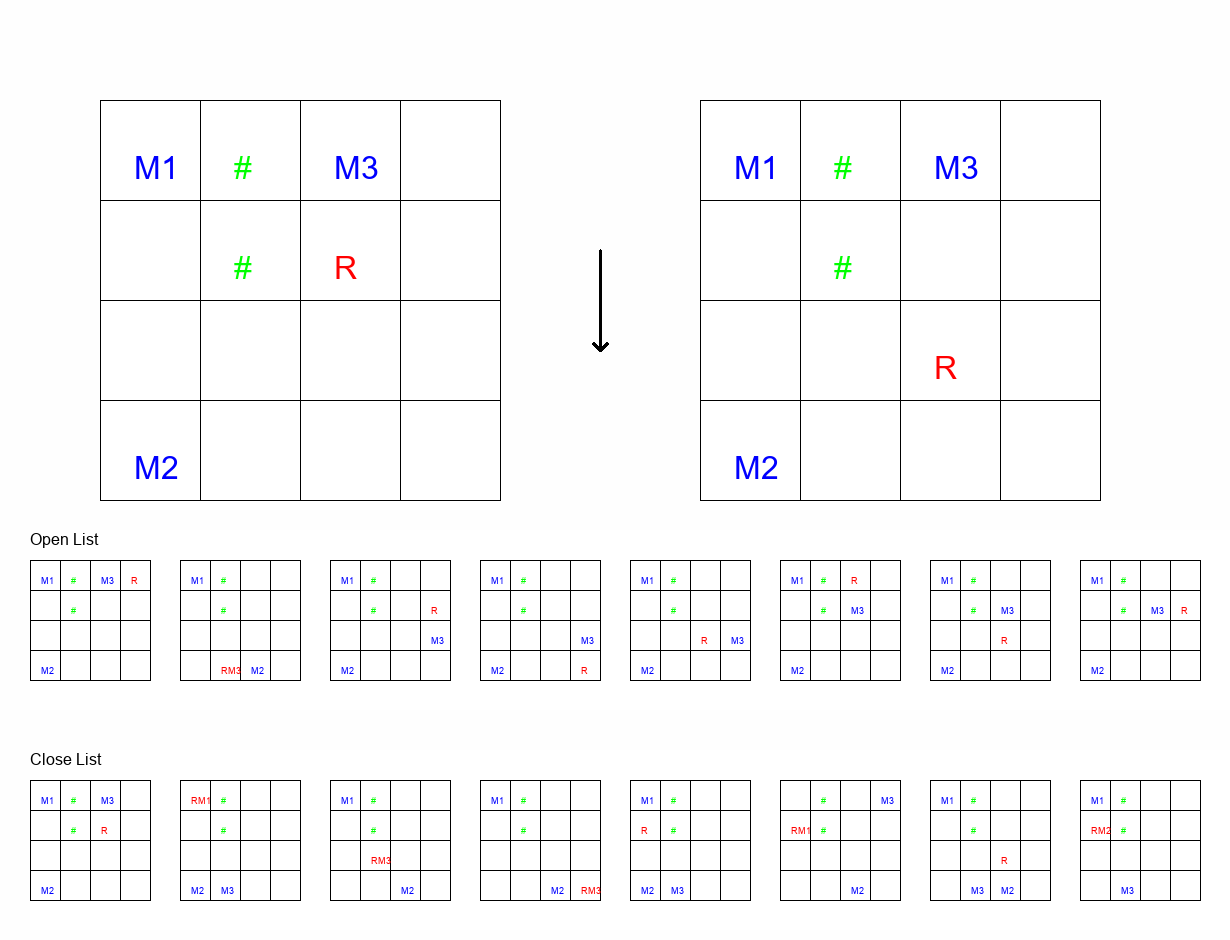 M1 # M3 M1 # M3
# R #
R
M2 M2
Open List
M1 # M3 R M1 # M1 # M1 # M1 # M1 # R M1 # M1 #
# # # R # # # M3 # M3 # M3 R
M3 M3 R M3 R
M2 RM3 M2 M2 M2 R M2 M2 M2 M2
Close List
M1 # M3 RM1 # M1 # M1 # M1 # # M3 M1 # M1 #
# R # # # R # RM1 # # RM2 #
RM3 R
M2 M2 M3 M2 M2 RM3 M2 M3 M2 M3 M2 M3